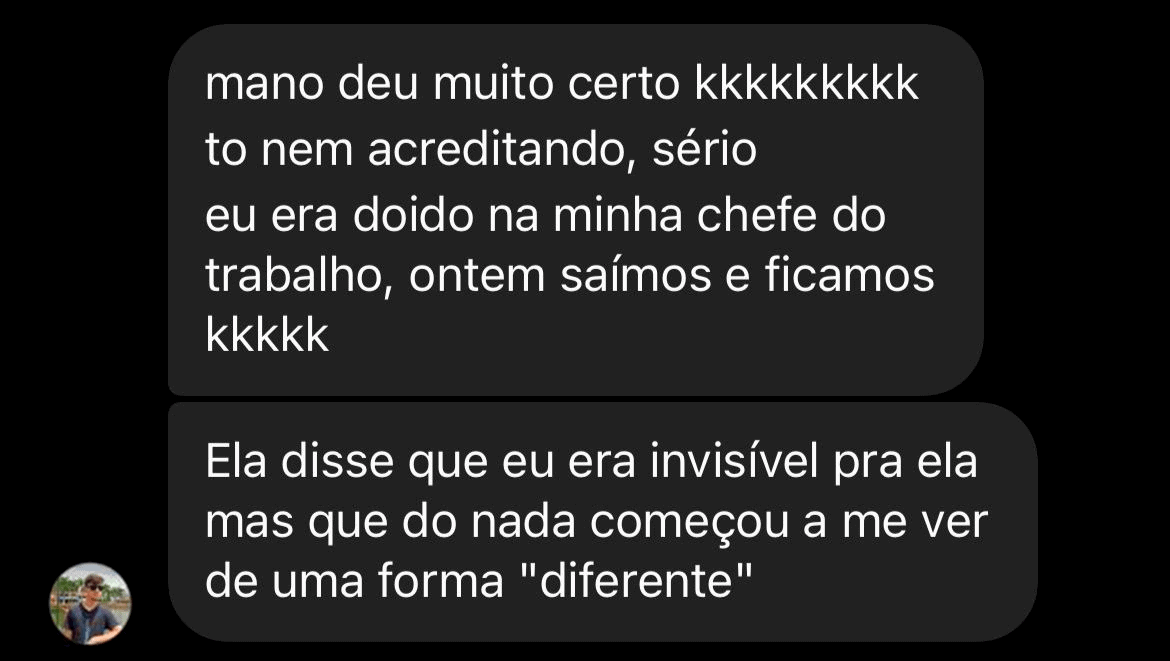 mano deu muito certo kkkkkkkkk
to nem acreditando, sério
eu era doido na minha chefe do
trabalho, ontem saímos e ficamos
kkkkk
Ela disse que eu era invisível pra ela
mas que do nada começou a me ver
de uma forma "diferente"